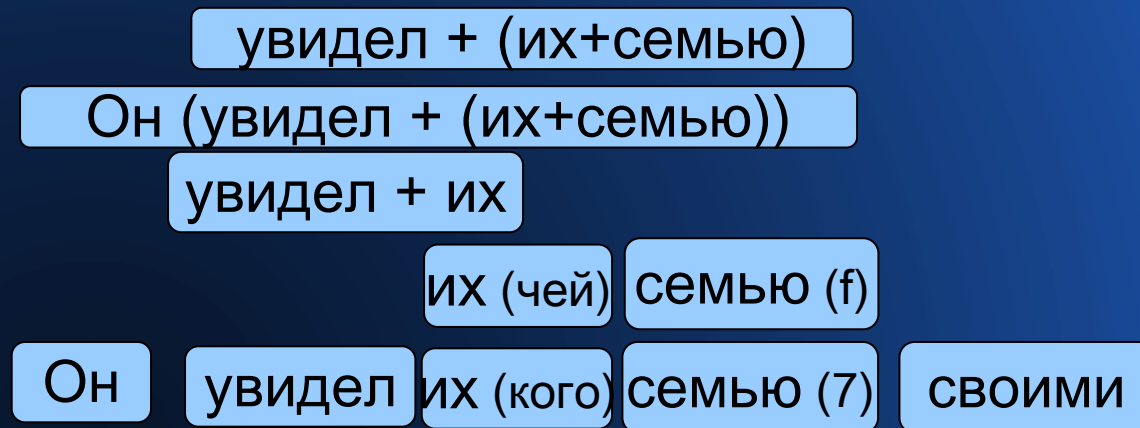 увидел + (их+семью)
Он (увидел + (их+семью))
увидел + их
их (чей) семью (f)
Он увидел их (кого) семью (7) своими